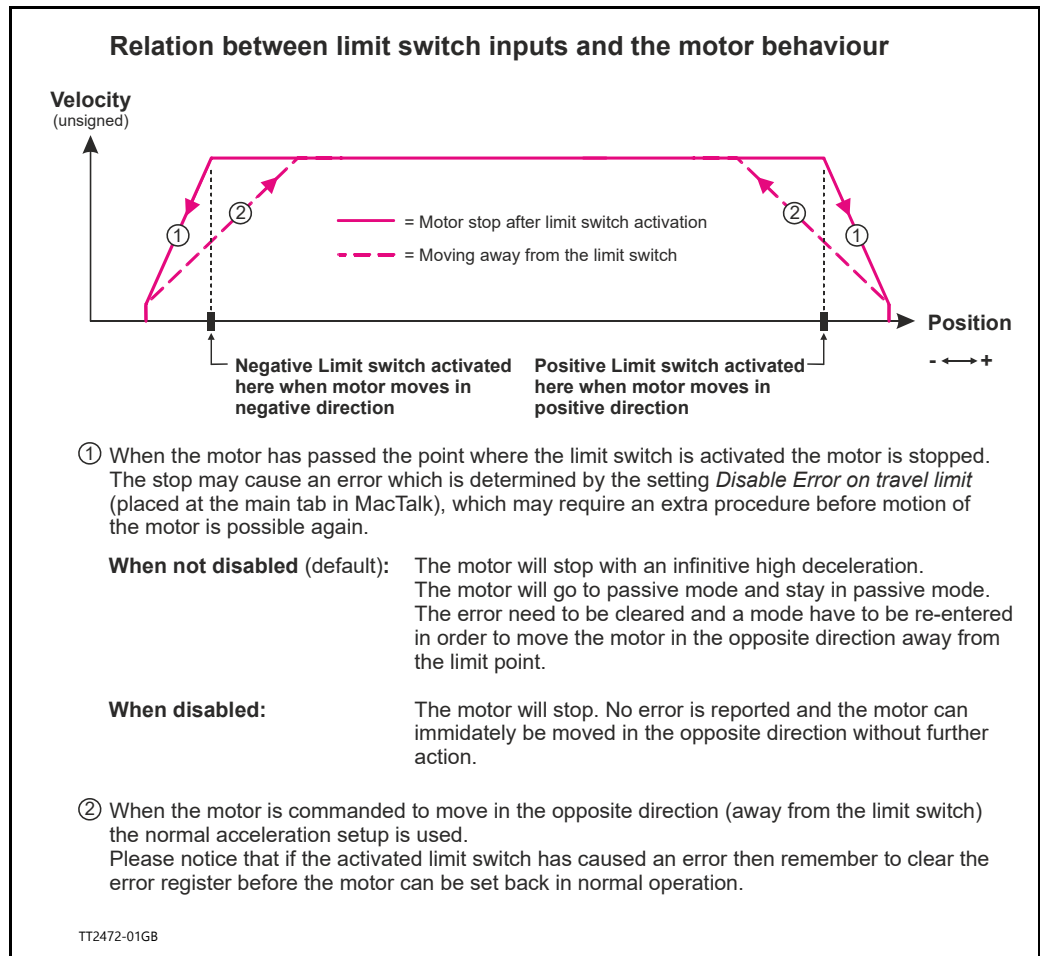 Relation between limit switch inputs and the motor behaviour
Velocity
(unsigned)
① ② ② ①
= Motor stop after limit switch activation
= Moving away from the limit switch
Position
- +
Negative Limit switch activated
here when motor moves in
negative direction
Positive Limit switch activated
here when motor moves in
positive direction
① When the motor has passed the point where the limit switch is activated the motor is stopped.
The stop may cause an error which is determined by the setting Disable Error on travel limit
(placed at the main tab in MacTalk), which may require an extra procedure before motion of
the motor is possible again.
When not disabled (default): The motor will stop with an infinitive high deceleration.
The motor will go to passive mode and stay in passive mode.
The error need to be cleared and a mode have to be re-entered
in order to move the motor in the opposite direction away from
the limit point.
When disabled: The motor will stop. No error is reported and the motor can
immidately be moved in the opposite direction without further
action.
② When the motor is commanded to move in the opposite direction (away from the limit switch)
the normal acceleration setup is used.
Please notice that if the activated limit switch has caused an error then remember to clear the
error register before the motor can be set back in normal operation.
TT2472-01GB